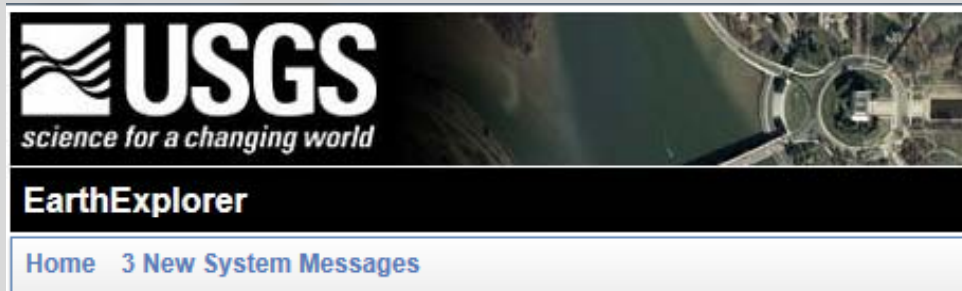 USGS
science for a changing world
EarthExplorer
Home 3 New System Messages